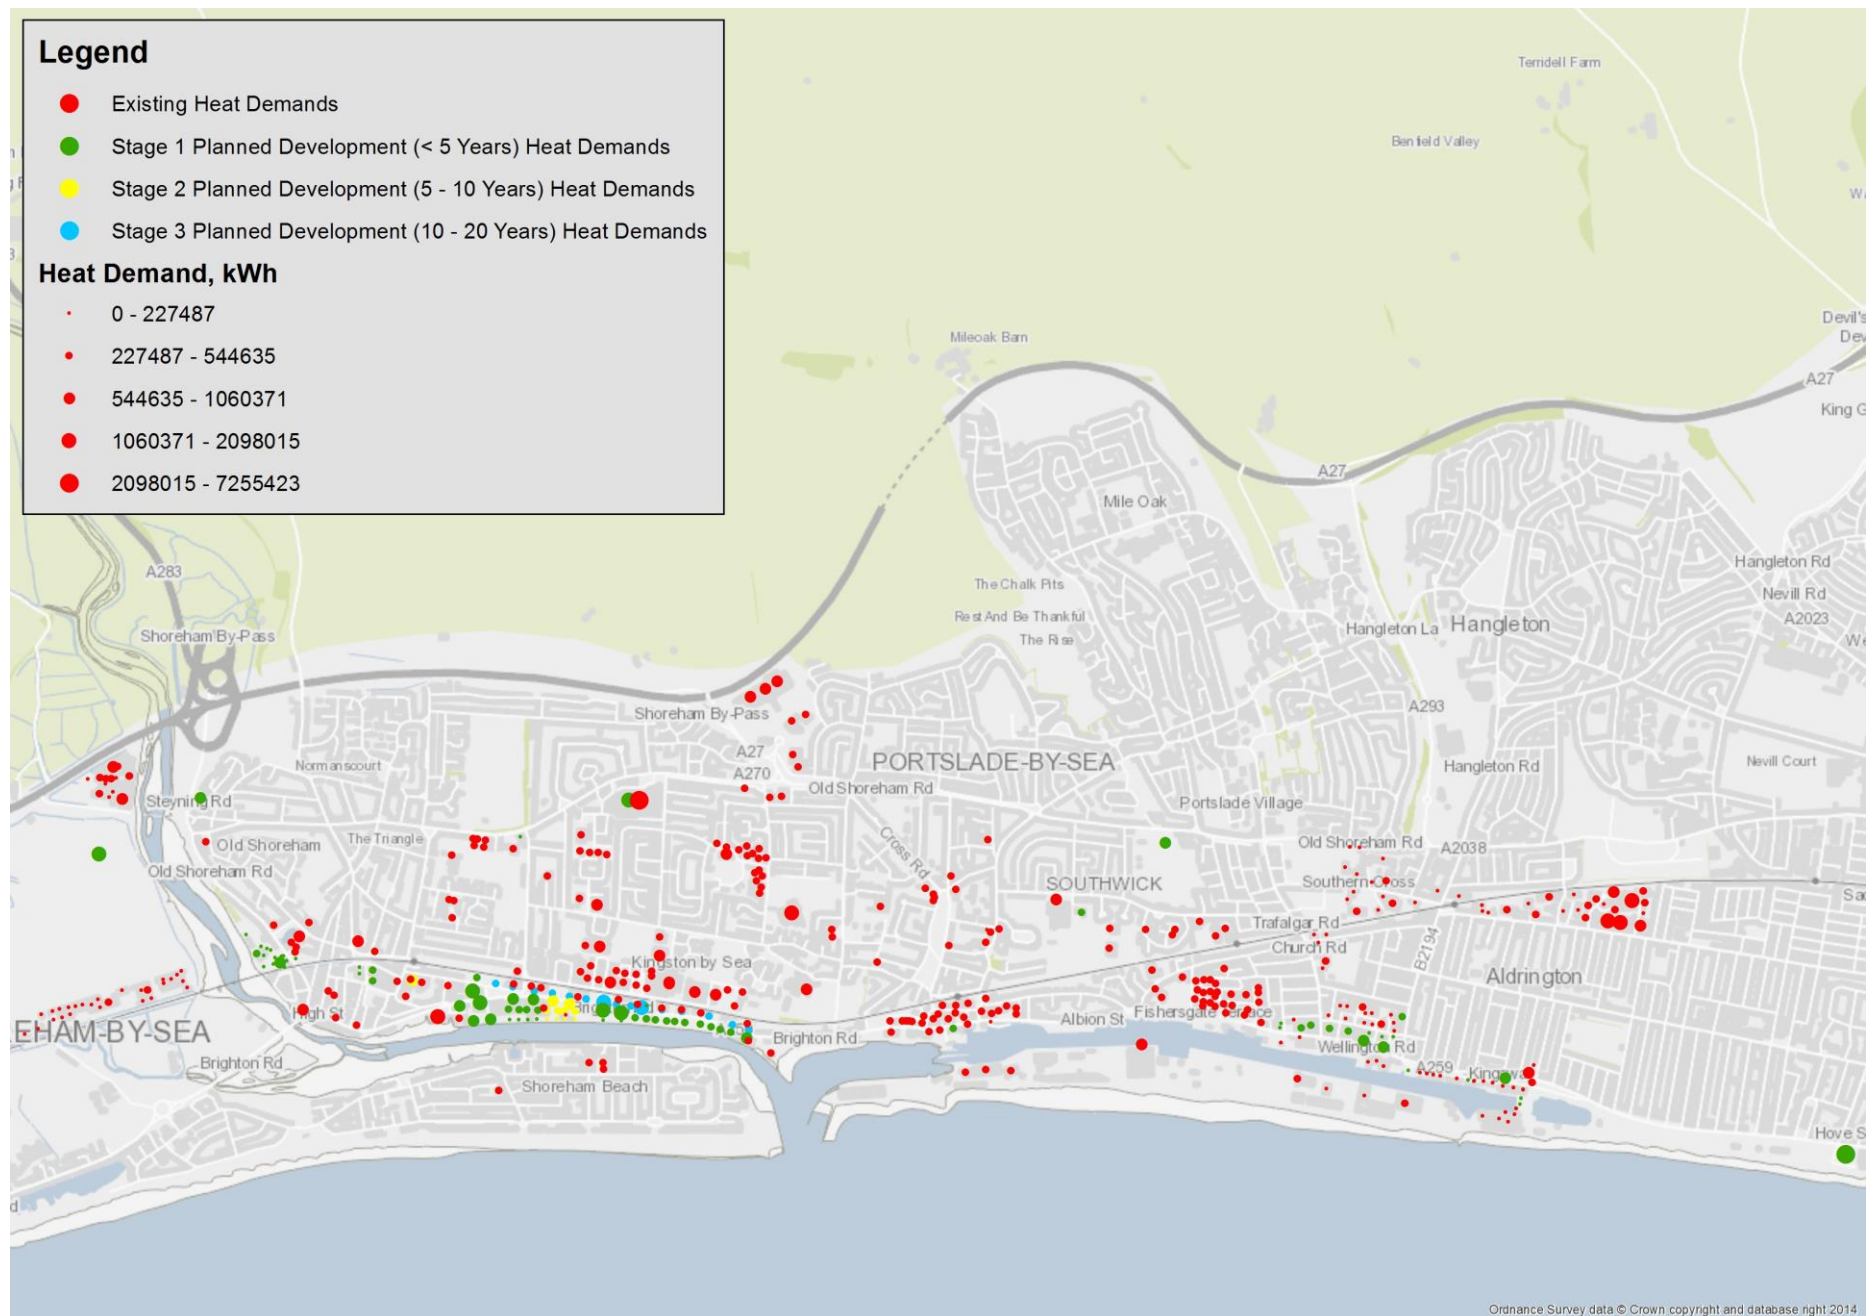 Legend
Existing Heat Demands
Stage 1 Planned Development (< 5 Years) Heat Demands
Stage 2 Planned Development (5 - 10 Years) Heat Demands
Stage 3 Planned Development (10 - 20 Years) Heat Demands
Heat Demand, kWh
0 - 227487
227487 - 544635
544635 - 1060371
1060371 - 2098015
2098015 - 7255423
Terridell Farm
Benfield Valley
Devil's
Mileoak Barn
A27
King G
A27
Mile Oak
Hangleton Rd
A283
The Chalk Pits
Nevill Rd
Rest And Be Thankful
A2023
Shoreham By-Pass
The Rise
Hangleton La
Hangleton
Shoreham By-Pass
A293
A27
PORTSLADE-BY-SEA
Normanscourt
A270
Hangleton Rd
Nevill Court
Old Shoreham Rd
Steyning Rd
Portslade Village
The Triangle
Cross Rd
Old Shoreham
Old Shoreham Rd
A2038
Old Shoreham Rd
SOUTHWICK
Southern Cross
Trafalgar Rd
Church Rd
B2194
Kingston by Sea
Aldrington
High St
EHAM-BY-SEA
Albion St
Fishersgate Terrace
Brighton Rd
Brighton Rd
Wellington Rd
A259
Shoreham Beach
Hove S
Ordnance Survey data © Crown copyright and database right 2014